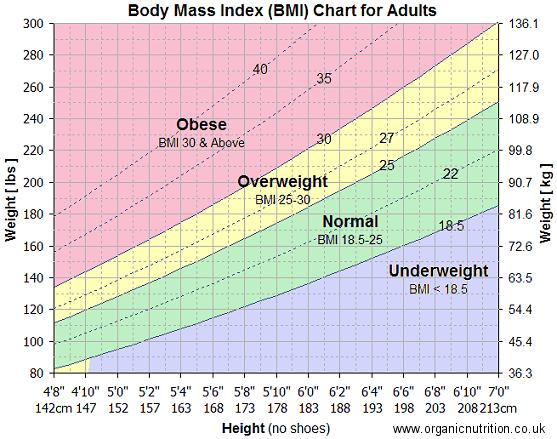 Body Mass Index (BMI) Chart for Adults
300 136.1
280 127.0
260 117.9
240 108.9
220 99.8
200 90.7
180 81.6
160 72.6
140 63.5
120 54.4
100 45.4
80 36.3
Weight [ lbs ]
Weight [ kg ]
40
35
Obese
BMI 30 & Above
30
27
25
Overweight
BMI 25-30
22
Normal
BMI 18.5-25
18.5
Underweight
BMI < 18.5
4'8" 4'10" 5'0" 5'2" 5'4" 5'6" 5'8" 5'10" 6'0" 6'2" 6'4" 6'6" 6'8" 6'10" 7'0"
142cm 147 152 157 163 168 173 178 183 188 193 198 203 208 213cm
Height (no shoes)
www.organicnutrition.co.uk